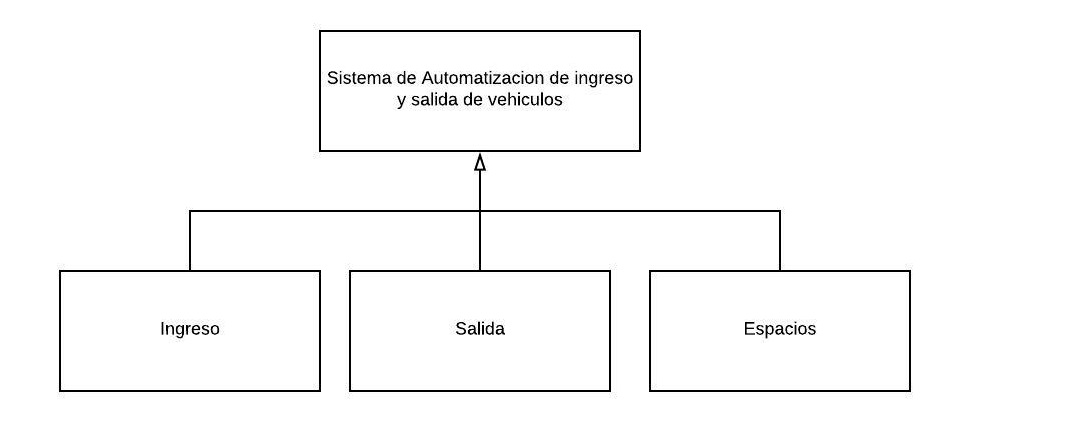 Sistema de Automatizacion de ingreso
y salida de vehiculos
Ingreso
Salida
Espacios